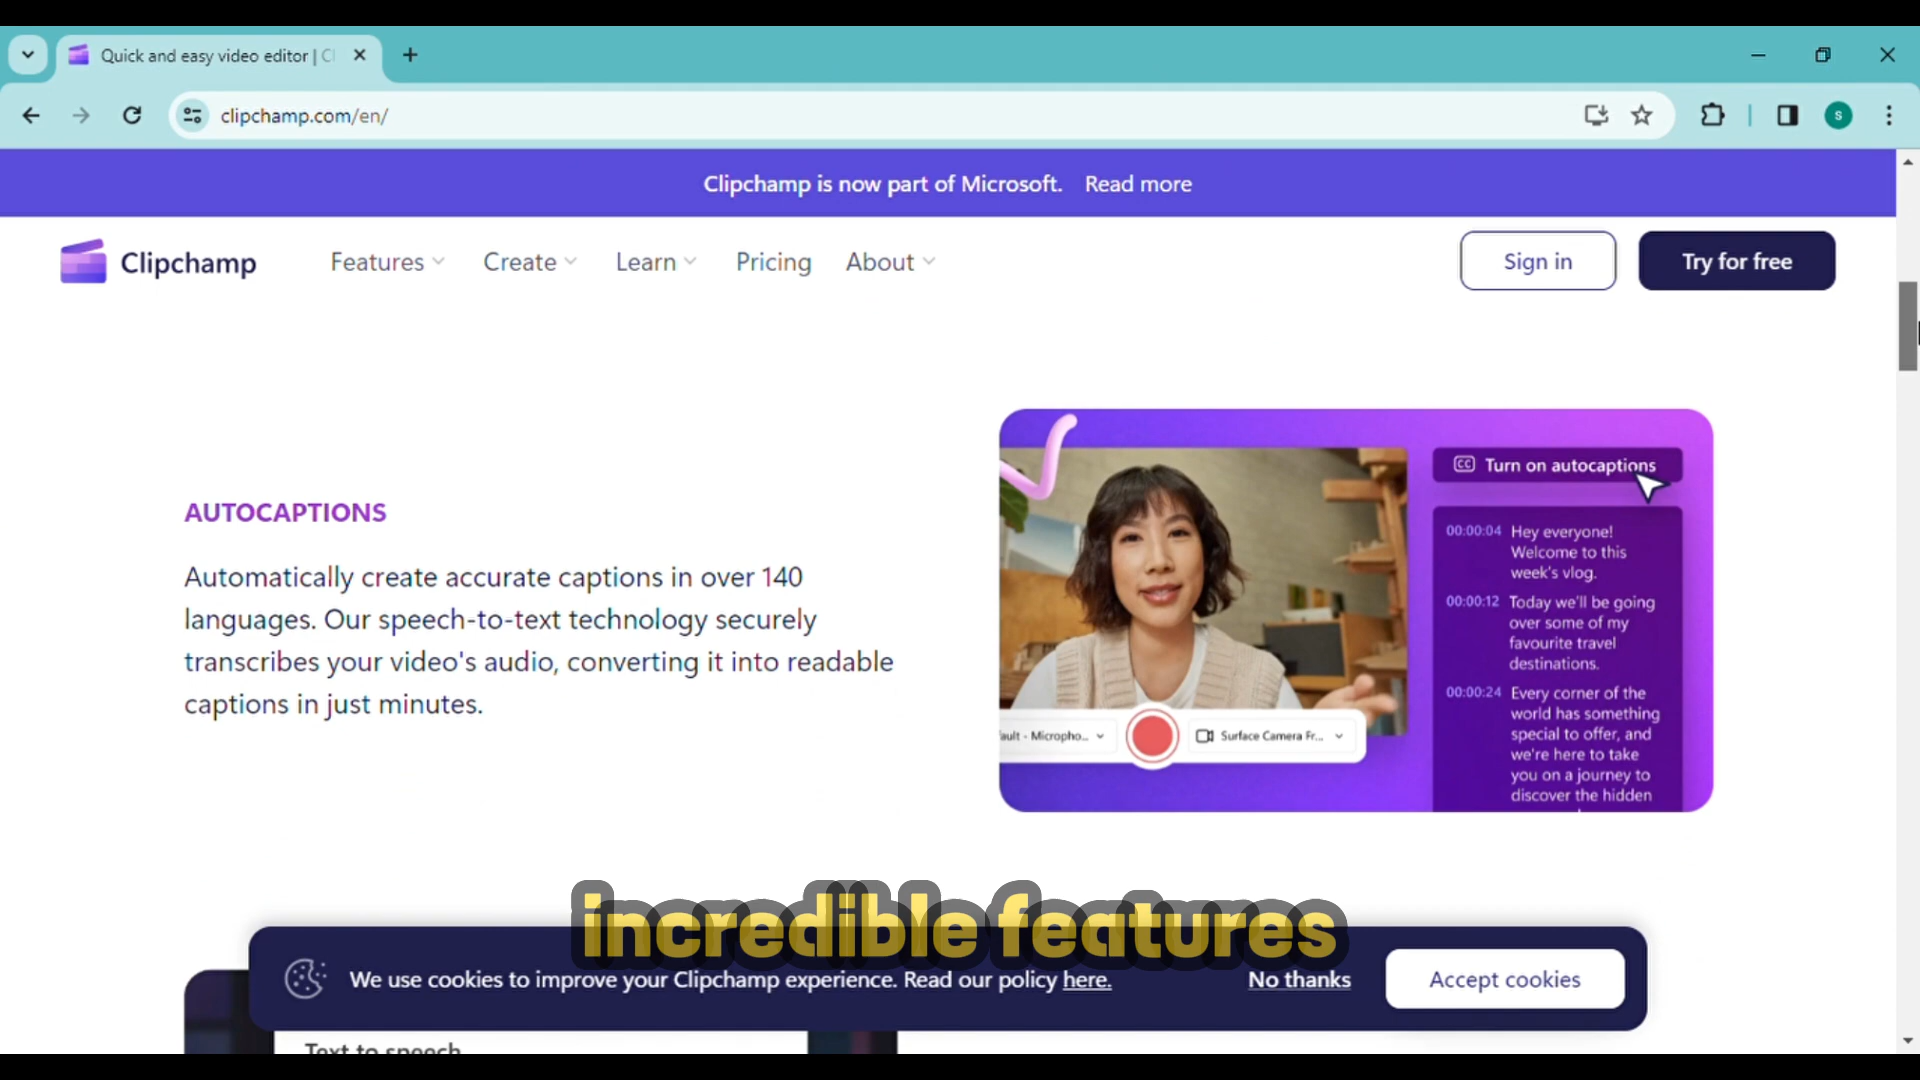 Quick and easy video editor | C
clipchamp.com/en/
S
Clipchamp is now part of Microsoft. Read more
Clipchamp
Features
Create
Learn
Pricing
About
Sign in
Try for free
AUTOCAPTIONS
Automatically create accurate captions in over 140
languages. Our speech-to-text technology securely
transcribes your video's audio, converting it into readable
captions in just minutes.
CC Turn on autocaptions
00:00:04 Hey everyone!
Welcome to this
week's vlog.
00:00:12 Today we'll be going
over some of my
favourite travel
destinations.
00:00:24 Every corner of the
world has something
special to offer, and
we're here to take
you on a journey to
discover the hidden
ault - Micropho...
Surface Camera Fr...
incredible features
We use cookies to improve your Clipchamp experience. Read our policy here.
No thanks
Accept cookies
Text to speech